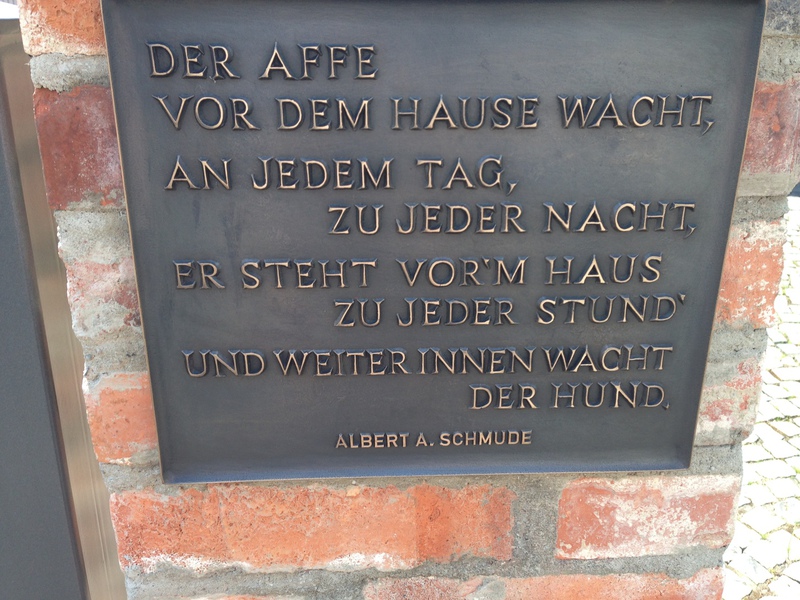 DER AFFE
VOR DEM HAUSE WACHT,
AN JEDEM TAG,
ZU JEDER NACHT,
ER STEHT VOR'M HAUS
ZU JEDER STUND'
UND WEITER INNEN WACHT
DER HUND.
ALBERT A. SCHMUDE